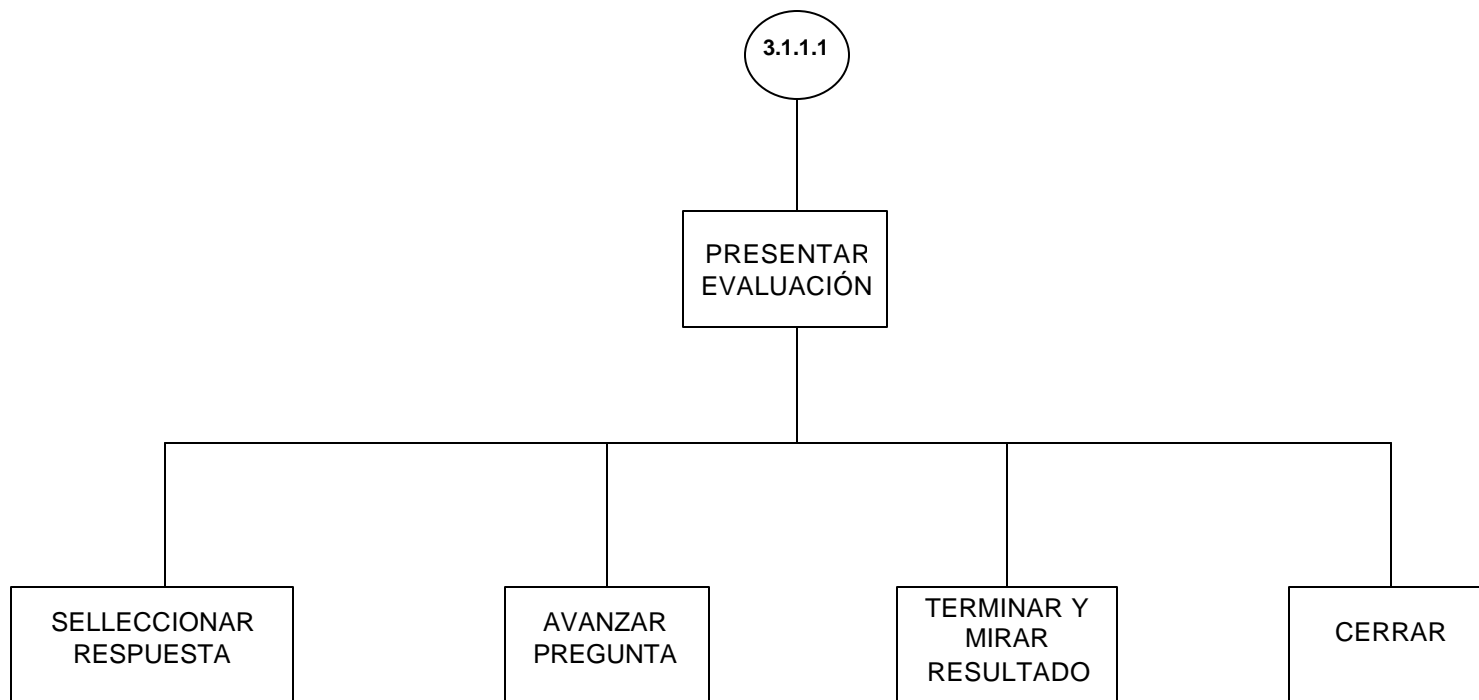 3.1.1.1
PRESENTAR
EVALUACIÓN
SELLECCIONAR
RESPUESTA
AVANZAR
PREGUNTA
TERMINAR Y
MIRAR
RESULTADO
CERRAR